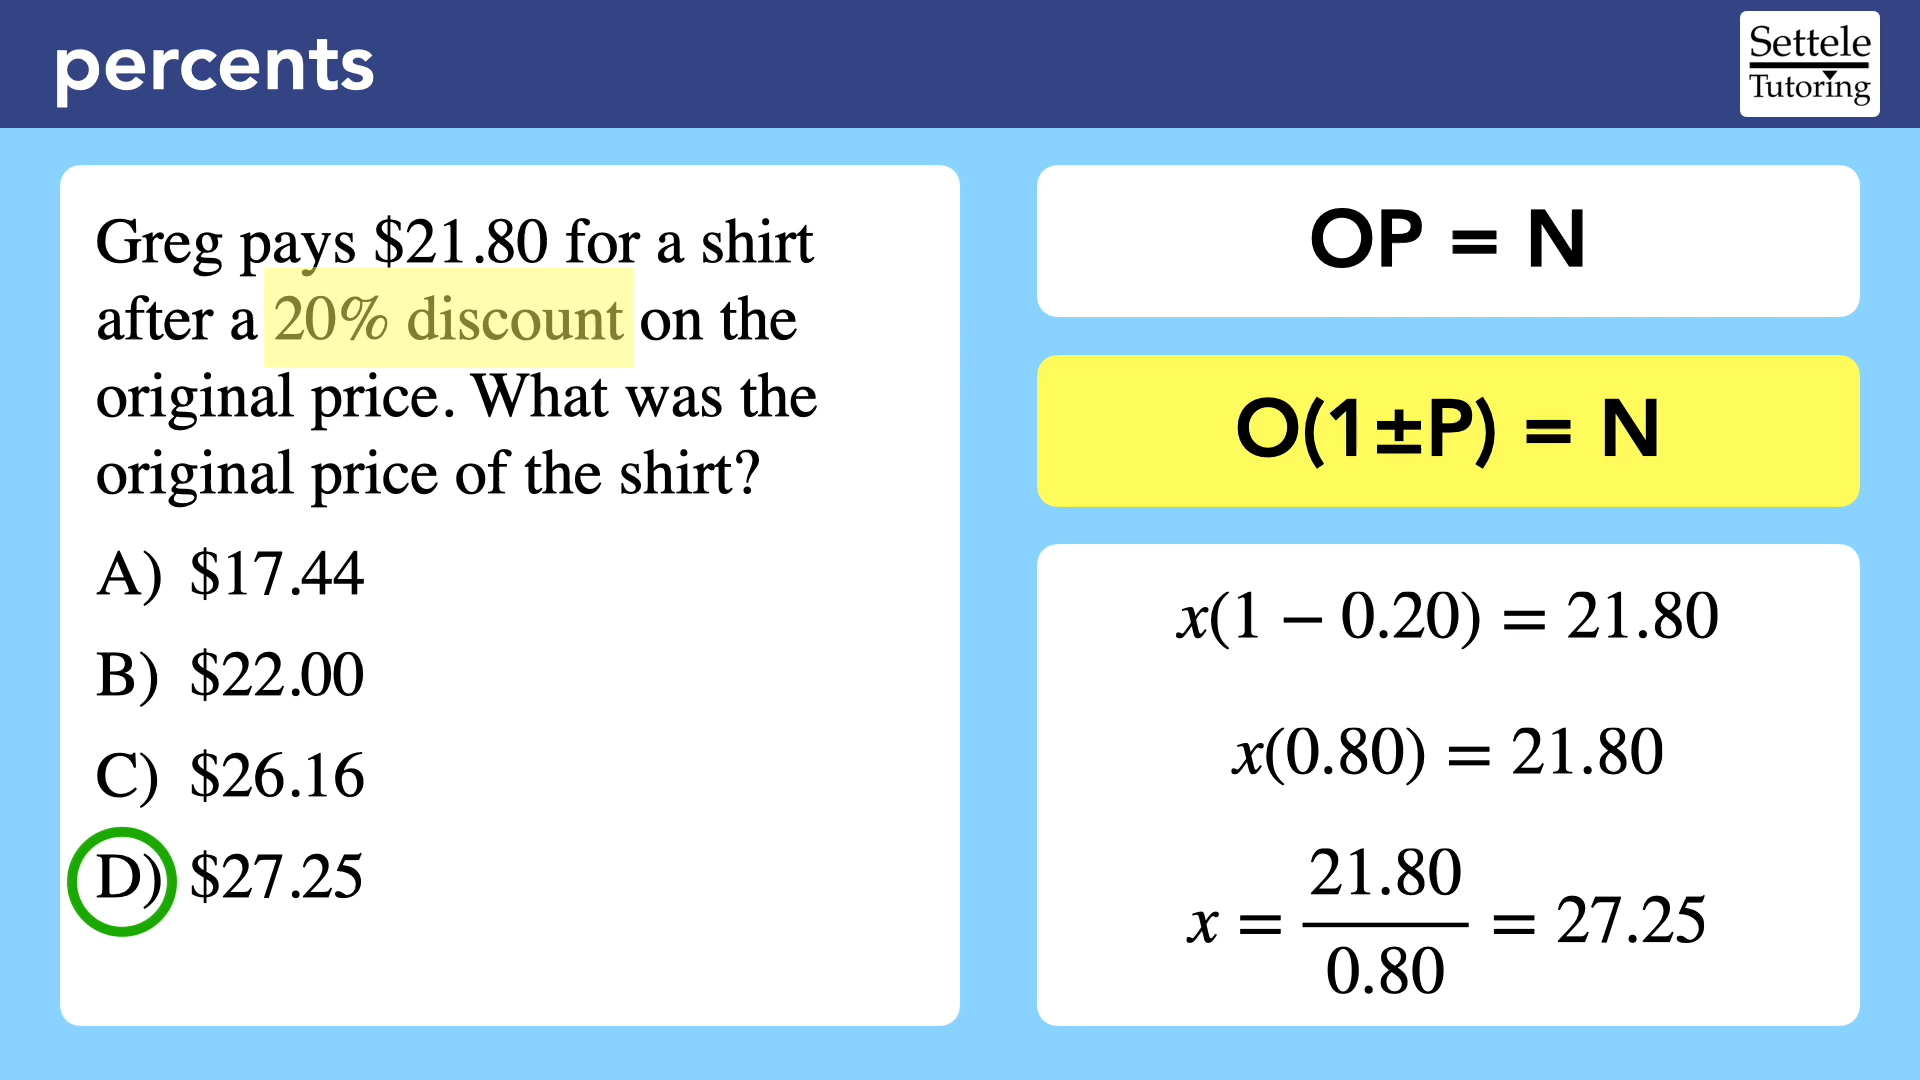 percents
Settele
Tutoring
Greg pays $21.80 for a shirt
after a 20% discount on the
original price. What was the
original price of the shirt?
A) $17.44
B) $22.00
C) $26.16
D) $27.25
OP = N
O(1±P) = N
x(1 − 0.20) = 21.80
x(0.80) = 21.80
x = 21.80/0.80 = 27.25